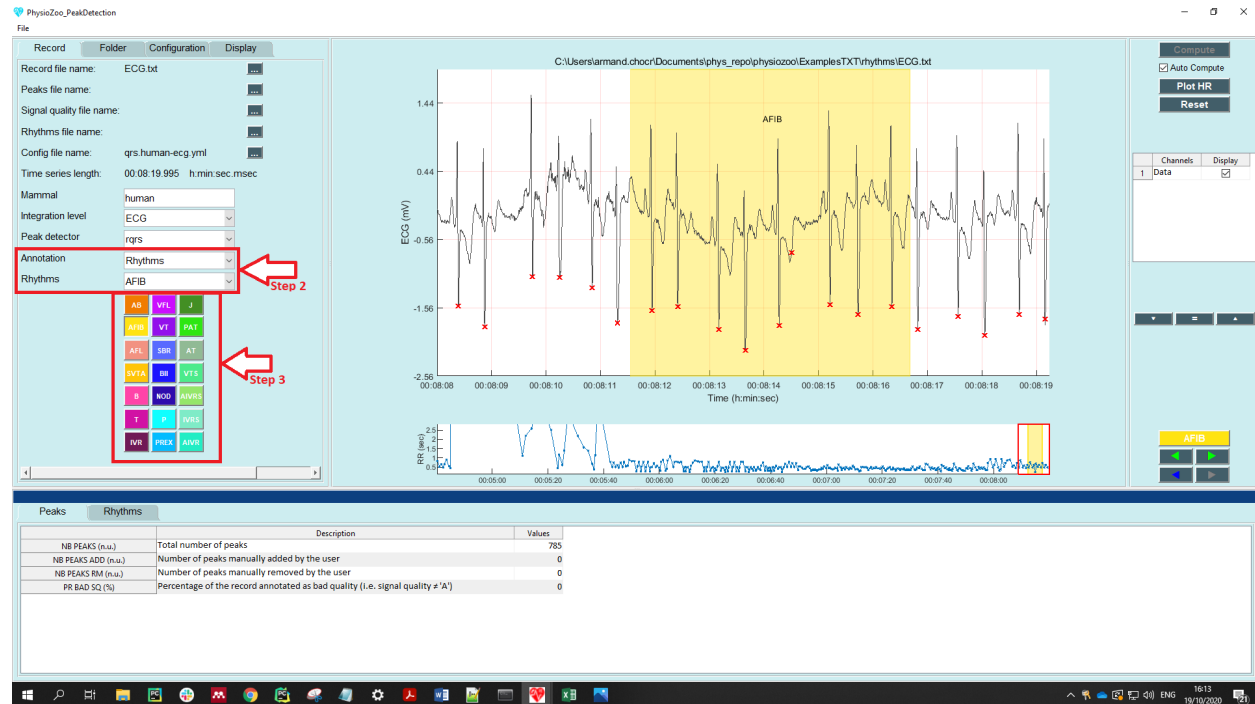 PhysioZoo_PeakDetection
File
Record Folder Configuration Display
Record file name: ECG.txt ...
Peaks file name: ...
Signal quality file name: ...
Rhythms file name: ...
Config file name: qrs.human-ecg.yml ...
Time series length: 00:08:19.995 h:min:sec.msec
Mammal human
Integration level ECG
Peak detector rqrs
Annotation Rhythms
Rhythms AFIB
Step 2
AB VFL J
AFIB VT PAT
AFL SBR AT
SVTA BII VTS
B NOD AIVRS
T P IVRS
IVR PREX AIVR
Step 3
C:\Users\armand.chocr\Documents\phys_repo\physiozoo\ExamplesTXT\rhythms\ECG.txt
AFIB
ECG (mV)
1.44
0.44
-0.56
-1.56
-2.56
00:08:08 00:08:09 00:08:10 00:08:11 00:08:12 00:08:13 00:08:14 00:08:15 00:08:16 00:08:17 00:08:18 00:08:19
Time (h:min:sec)
RR (sec)
2.5
2
1.5
1
0.5
00:05:00 00:05:20 00:05:40 00:06:00 00:06:20 00:06:40 00:07:00 00:07:20 00:07:40 00:08:00
Compute
Auto Compute
Plot HR
Reset
Channels Display
1 Data
=
AFIB
Peaks Rhythms
Description Values
NB PEAKS (n.u.) Total number of peaks 785
NB PEAKS ADD (n.u.) Number of peaks manually added by the user 0
NB PEAKS RM (n.u.) Number of peaks manually removed by the user 0
PR BAD SQ (%) Percentage of the record annotated as bad quality (i.e. signal quality ≠ 'A') 0
ENG
16:13
19/10/2020
21